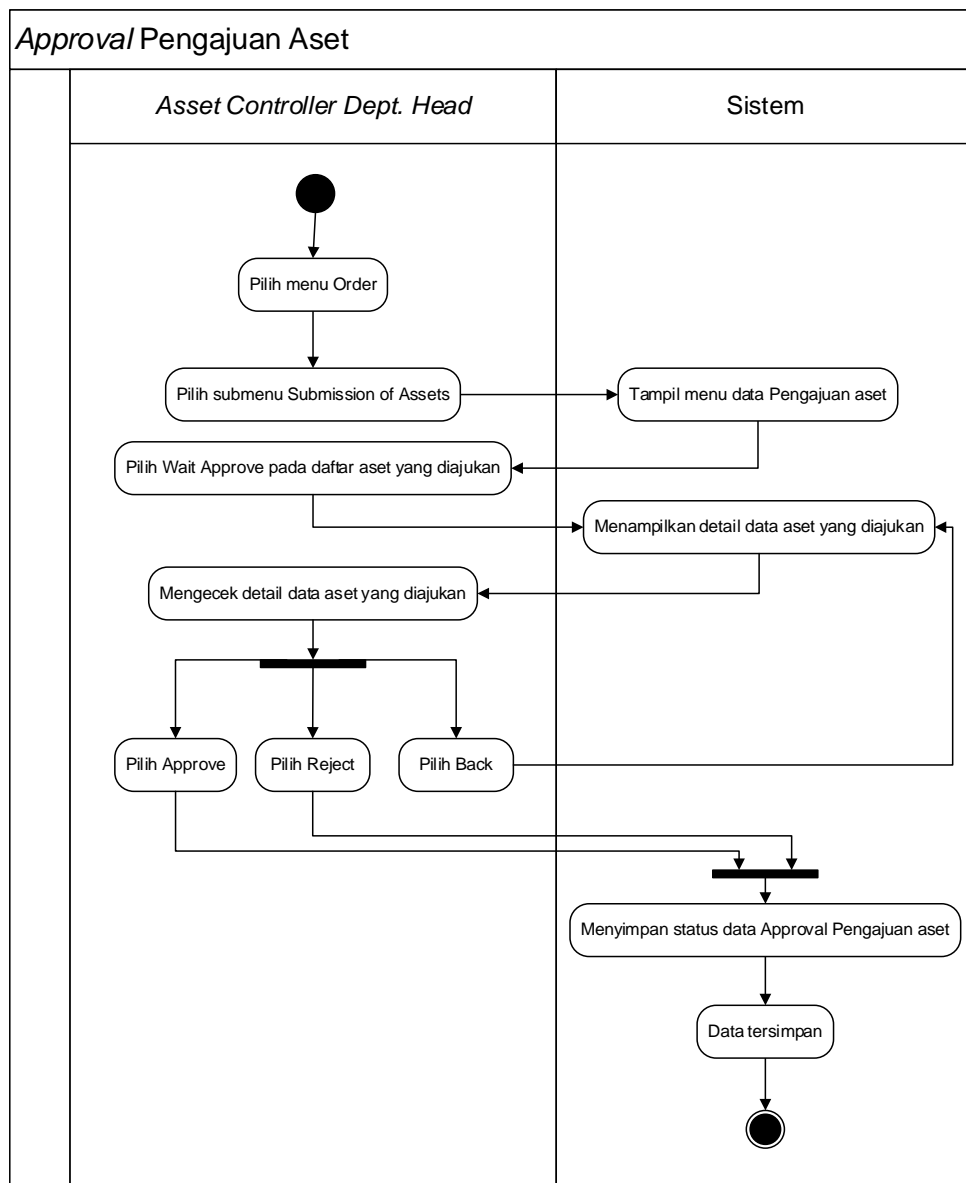 Approval Pengajuan Aset
Asset Controller Dept. Head
Sistem
Pilih menu Order
Pilih submenu Submission of Assets
Tampil menu data Pengajuan aset
Pilih Wait Approve pada daftar aset yang diajukan
Menampilkan detail data aset yang diajukan
Mengecek detail data aset yang diajukan
Pilih Approve
Pilih Reject
Pilih Back
Menyimpan status data Approval Pengajuan aset
Data tersimpan